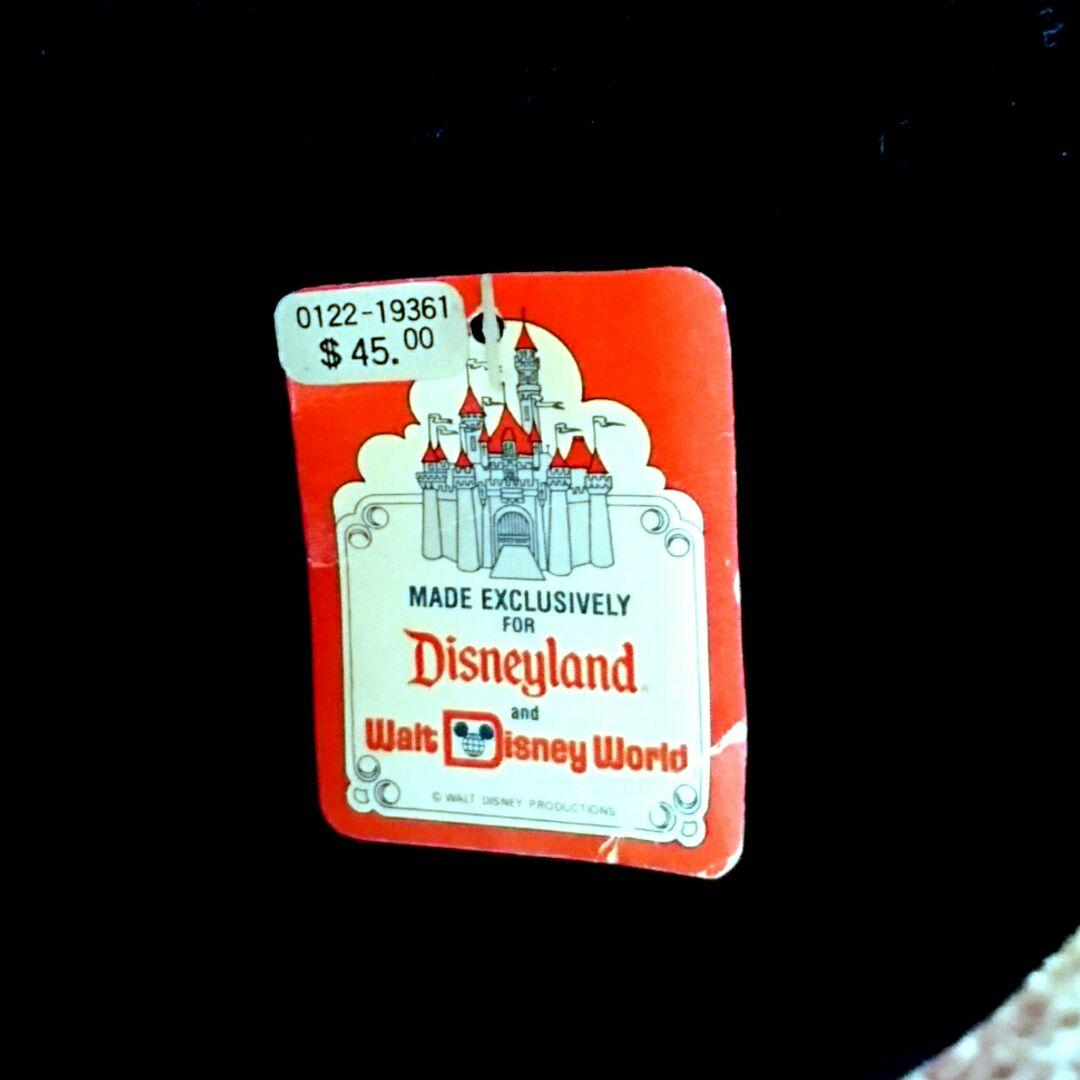 0122-19361
$ 45.00
MADE EXCLUSIVELY
FOR
Disneyland
and
Walt Disney World
© WALT DISNEY PRODUCTIONS